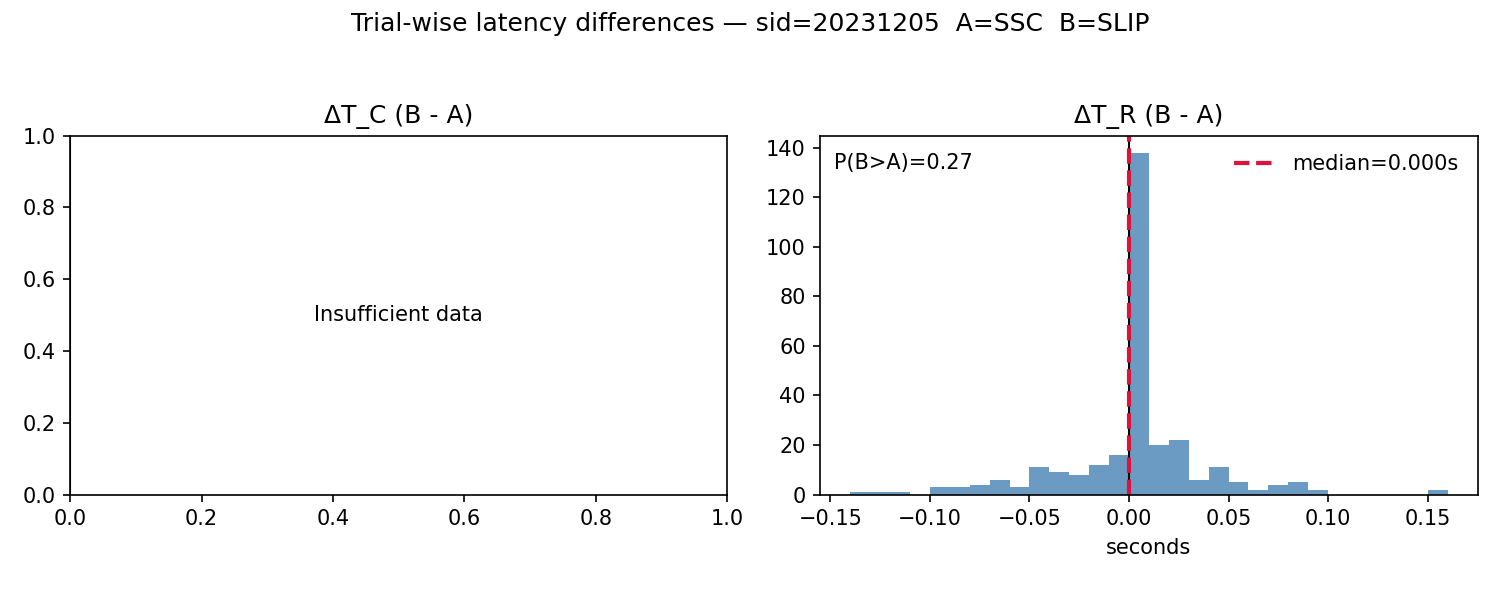 Trial-wise latency differences — sid=20231205  A=SSC  B=SLIP
ΔT_C (B - A)
1.0
0.8
0.6
0.4
0.2
0.0
Insufficient data
0.0 0.2 0.4 0.6 0.8 1.0
ΔT_R (B - A)
140
120
100
80
60
40
20
0
P(B>A)=0.27
median=0.000s
−0.15 −0.10 −0.05 0.00 0.05 0.10 0.15
seconds